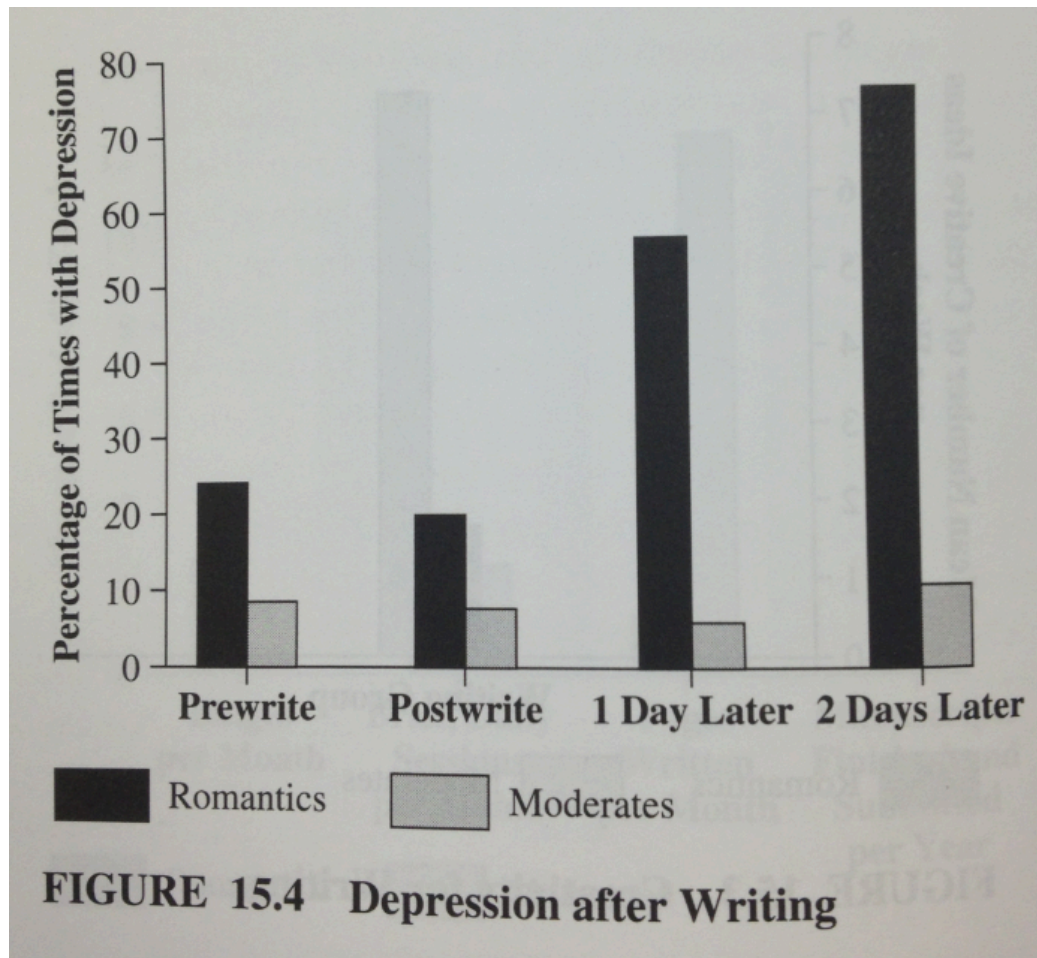 Percentage of Times with Depression
80
70
60
50
40
30
20
10
0
Prewrite Postwrite 1 Day Later 2 Days Later
Romantics Moderates
FIGURE 15.4 Depression after Writing